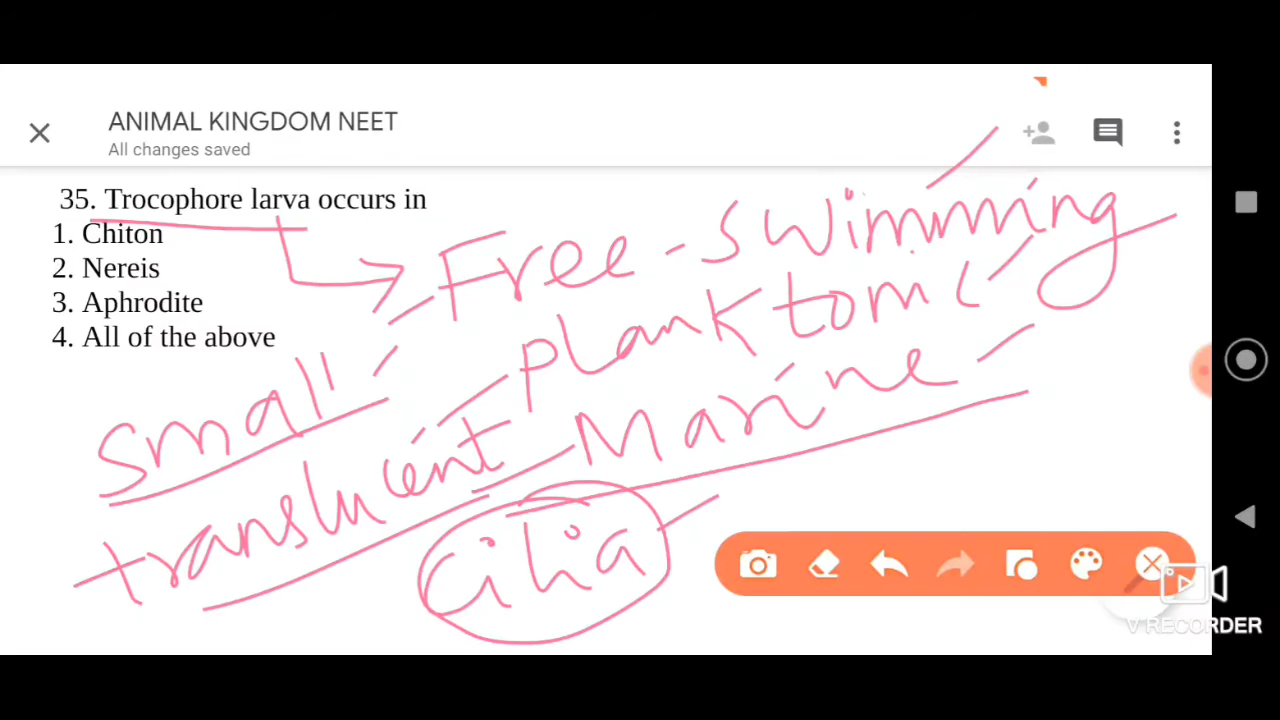 ANIMAL KINGDOM NEET
All changes saved
35. Trocophore larva occurs in
1. Chiton
2. Nereis
3. Aphrodite
4. All of the above
Free-swimming
planktomi
Small
Marine
translucent
cilia
V RECORDER